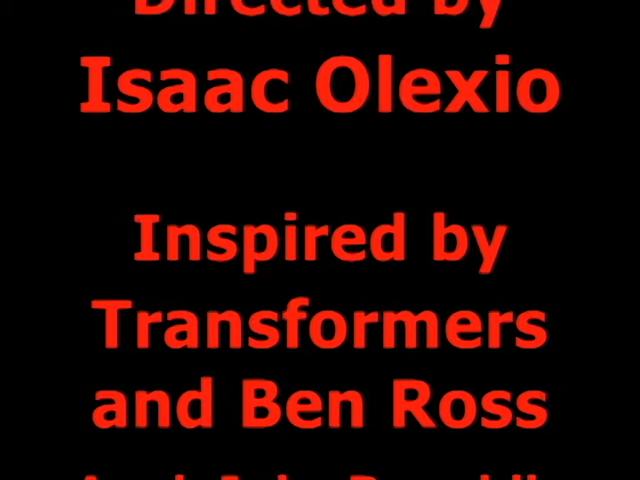 Directed by
Isaac Olexio
Inspired by
Transformers
and Ben Ross